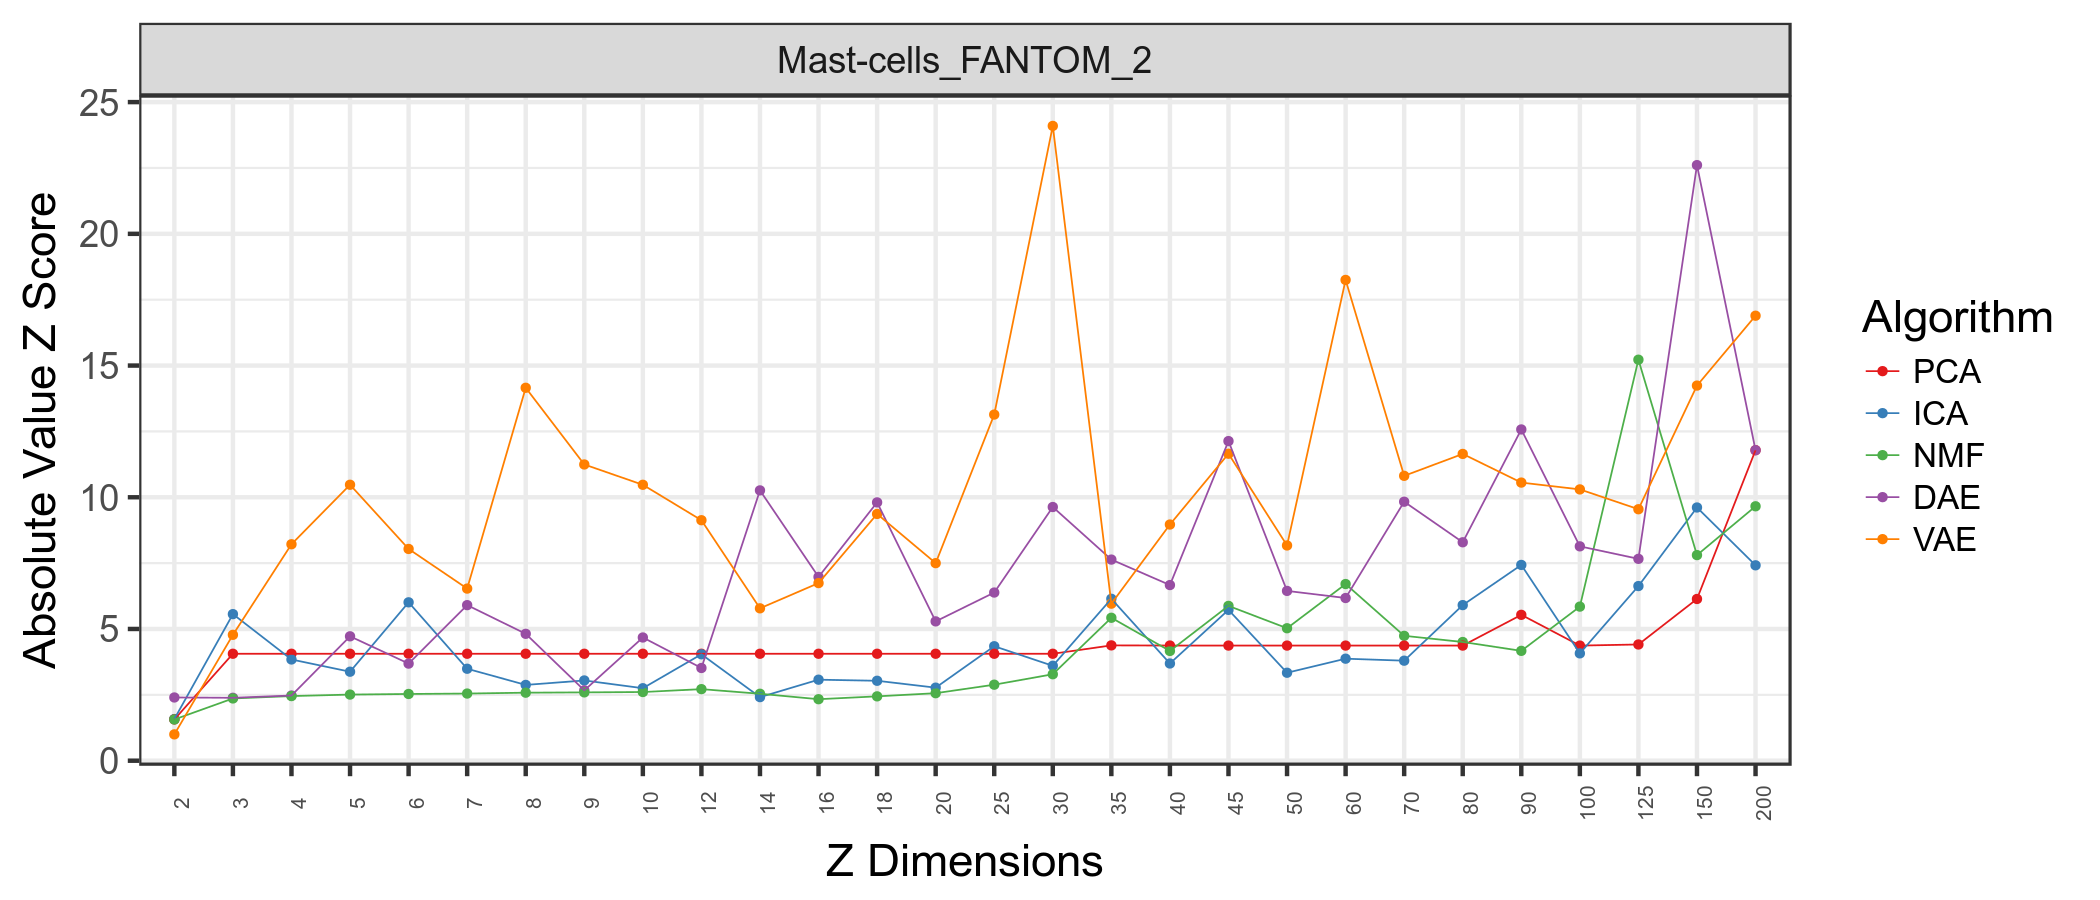 Mast-cells_FANTOM_2
25
20
15
10
5
0
Absolute Value Z Score
2 3 4 5 6 7 8 9 10 12 14 16 18 20 25 30 35 40 45 50 60 70 80 90 100 125 150 200
Z Dimensions
Algorithm
PCA
ICA
NMF
DAE
VAE